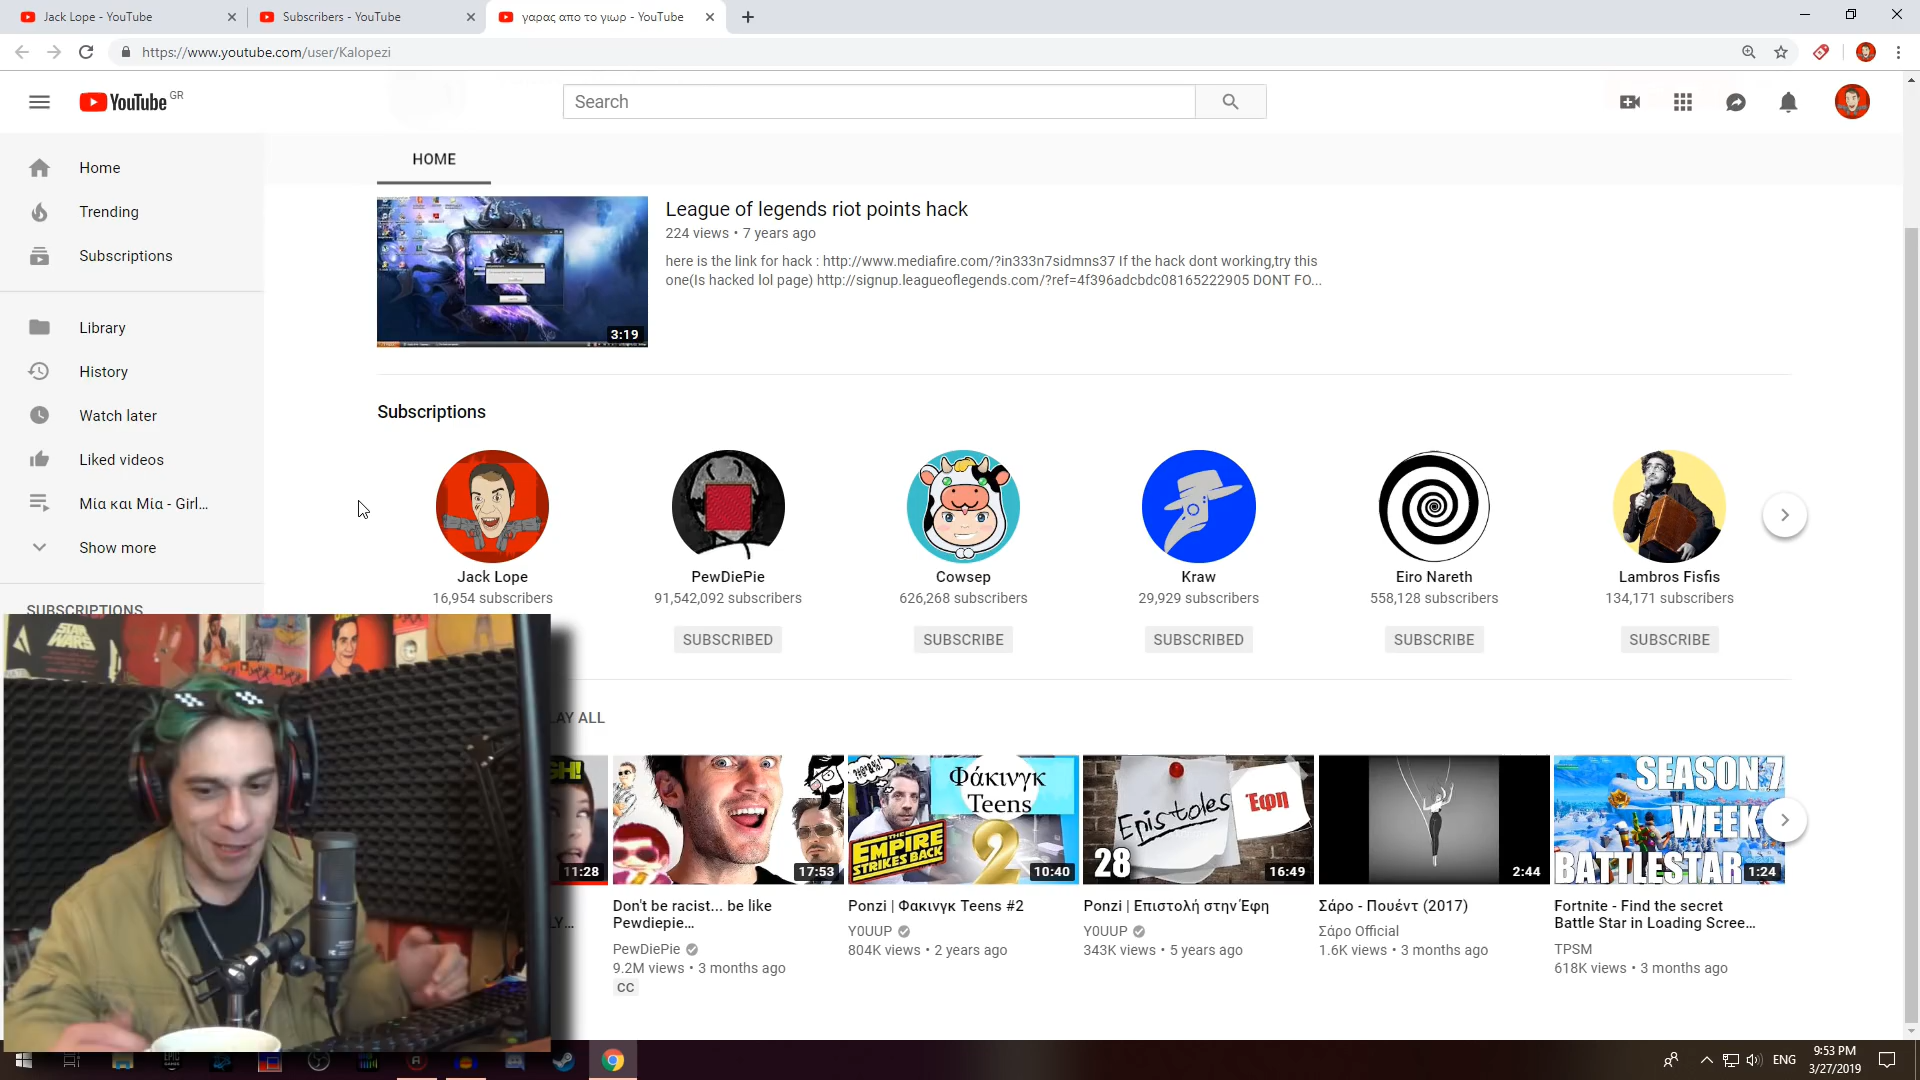 Jack Lope - YouTube
Subscribers - YouTube
γαρας απο το γιωρ - YouTube
https://www.youtube.com/user/Kalopezi
YouTube GR
Search
Home
Trending
Subscriptions
Library
History
Watch later
Liked videos
Μία και Μία - Girl...
Show more
SUBSCRIPTIONS
HOME
3:19
League of legends riot points hack
224 views • 7 years ago
here is the link for hack : http://www.mediafire.com/?in333n7sidmns37 If the hack dont working,try this
one(Is hacked lol page) http://signup.leagueoflegends.com/?ref=4f396adcbdc08165222905 DONT FO...
Subscriptions
Jack Lope
16,954 subscribers
PewDiePie
91,542,092 subscribers
SUBSCRIBED
Cowsep
626,268 subscribers
SUBSCRIBE
Kraw
29,929 subscribers
SUBSCRIBED
Eiro Nareth
558,128 subscribers
SUBSCRIBE
Lambros Fisfis
134,171 subscribers
SUBSCRIBE
STAR
WARS
LAY ALL
11:28
17:53
Don't be racist... be like
Pewdiepie...
PewDiePie
9.2M views • 3 months ago
CC
Φάκινγκ
Teens
THE
EMPIRE
STRIKES BACK
2
10:40
Ponzi | Φακινγκ Teens #2
Y0UUP
804K views • 2 years ago
Epistoles
Έφη
28
16:49
Ponzi | Επιστολή στην Έφη
Y0UUP
343K views • 5 years ago
2:44
Σάρο - Πουέντ (2017)
Σάρο Official
1.6K views • 3 months ago
SEASON 7
WEEK
BATTLESTAR
1:24
Fortnite - Find the secret
Battle Star in Loading Scree...
TPSM
618K views • 3 months ago
ENG
9:53 PM
3/27/2019